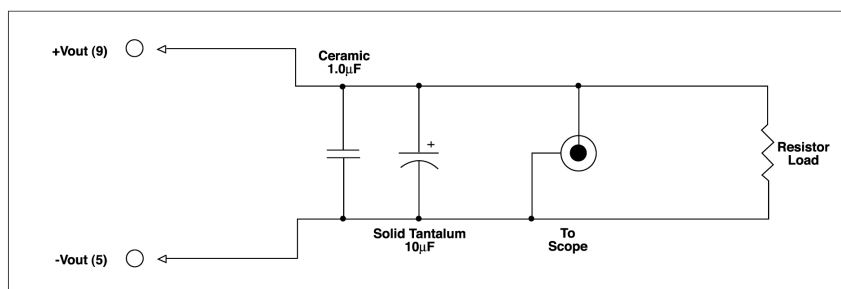 +Vout (9)
Ceramic
1.0µF
+
Resistor
Load
Solid Tantalum
10µF
To
Scope
-Vout (5)